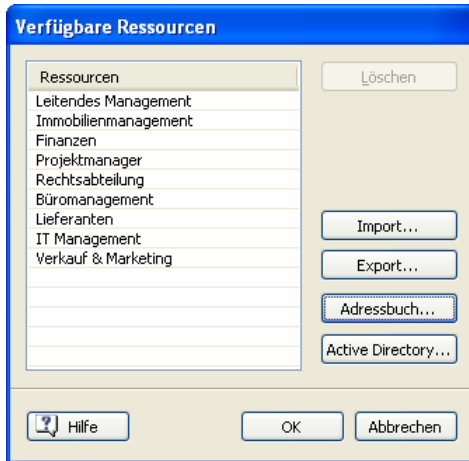 Verfügbare Ressourcen
Ressourcen
Löschen
Leitendes Management
Immobilienmanagement
Finanzen
Projektmanager
Rechtsabteilung
Büromanagement
Lieferanten
IT Management
Verkauf & Marketing
Import...
Export...
Adressbuch...
Active Directory...
Hilfe
OK
Abbrechen